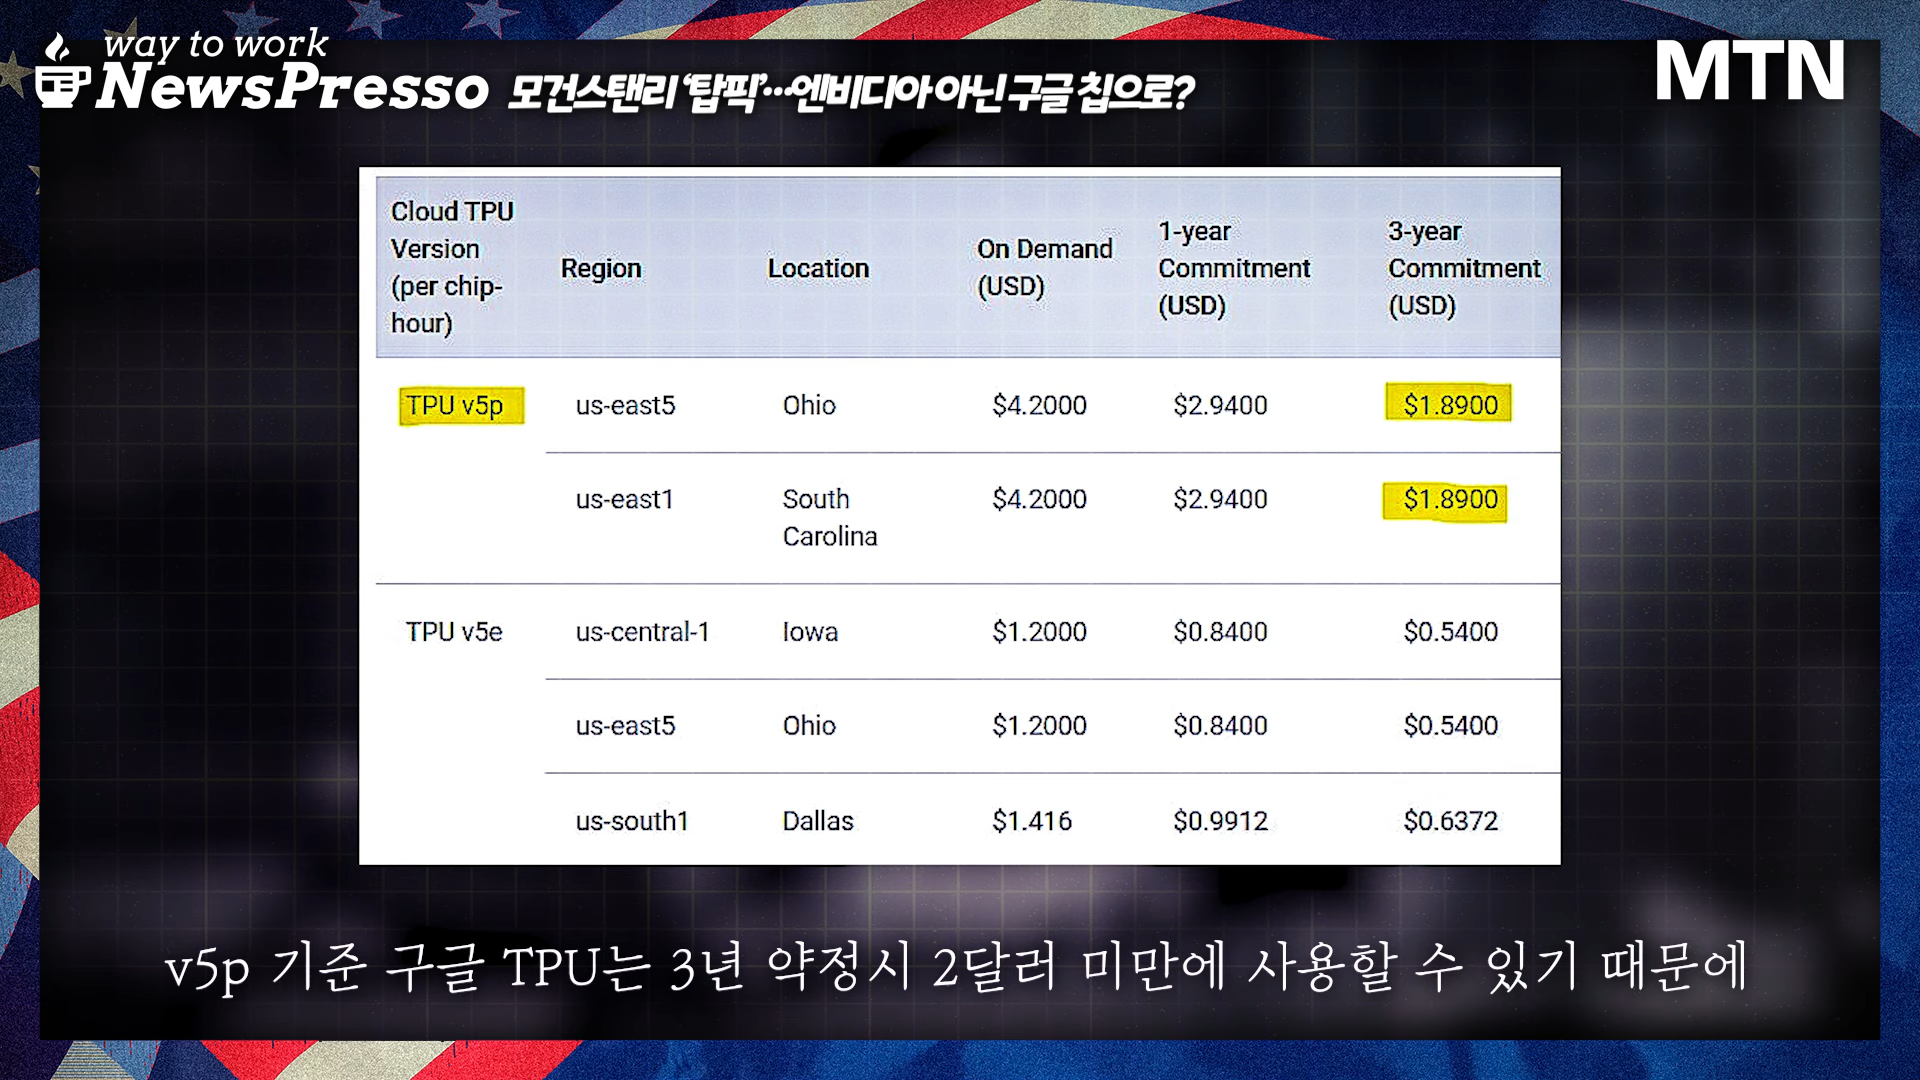 way to work
NewsPresso 모건스탠리 '탑픽'…엔비디아 아닌 구글 칩으로?
MTN
Cloud TPU Version (per chip-hour) Region Location On Demand (USD) 1-year Commitment (USD) 3-year Commitment (USD)
TPU v5p us-east5 Ohio $4.2000 $2.9400 $1.8900
us-east1 South Carolina $4.2000 $2.9400 $1.8900
TPU v5e us-central-1 Iowa $1.2000 $0.8400 $0.5400
us-east5 Ohio $1.2000 $0.8400 $0.5400
us-south1 Dallas $1.416 $0.9912 $0.6372
v5p 기준 구글 TPU는 3년 약정시 2달러 미만에 사용할 수 있기 때문에